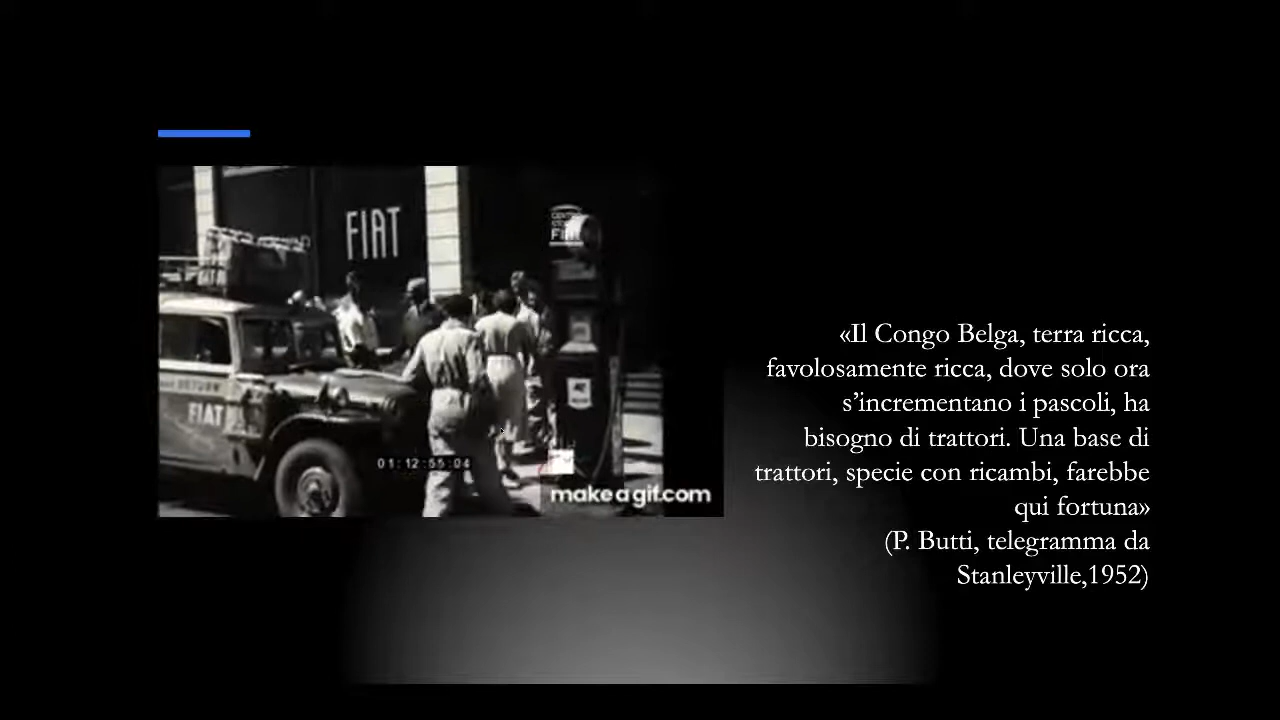 FIAT
FIAT
01:12:55:04
makeagif.com
«Il Congo Belga, terra ricca,
favolosamente ricca, dove solo ora
s’incrementano i pascoli, ha
bisogno di trattori. Una base di
trattori, specie con ricambi, farebbe
qui fortuna»
(P. Butti, telegramma da
Stanleyville,1952)